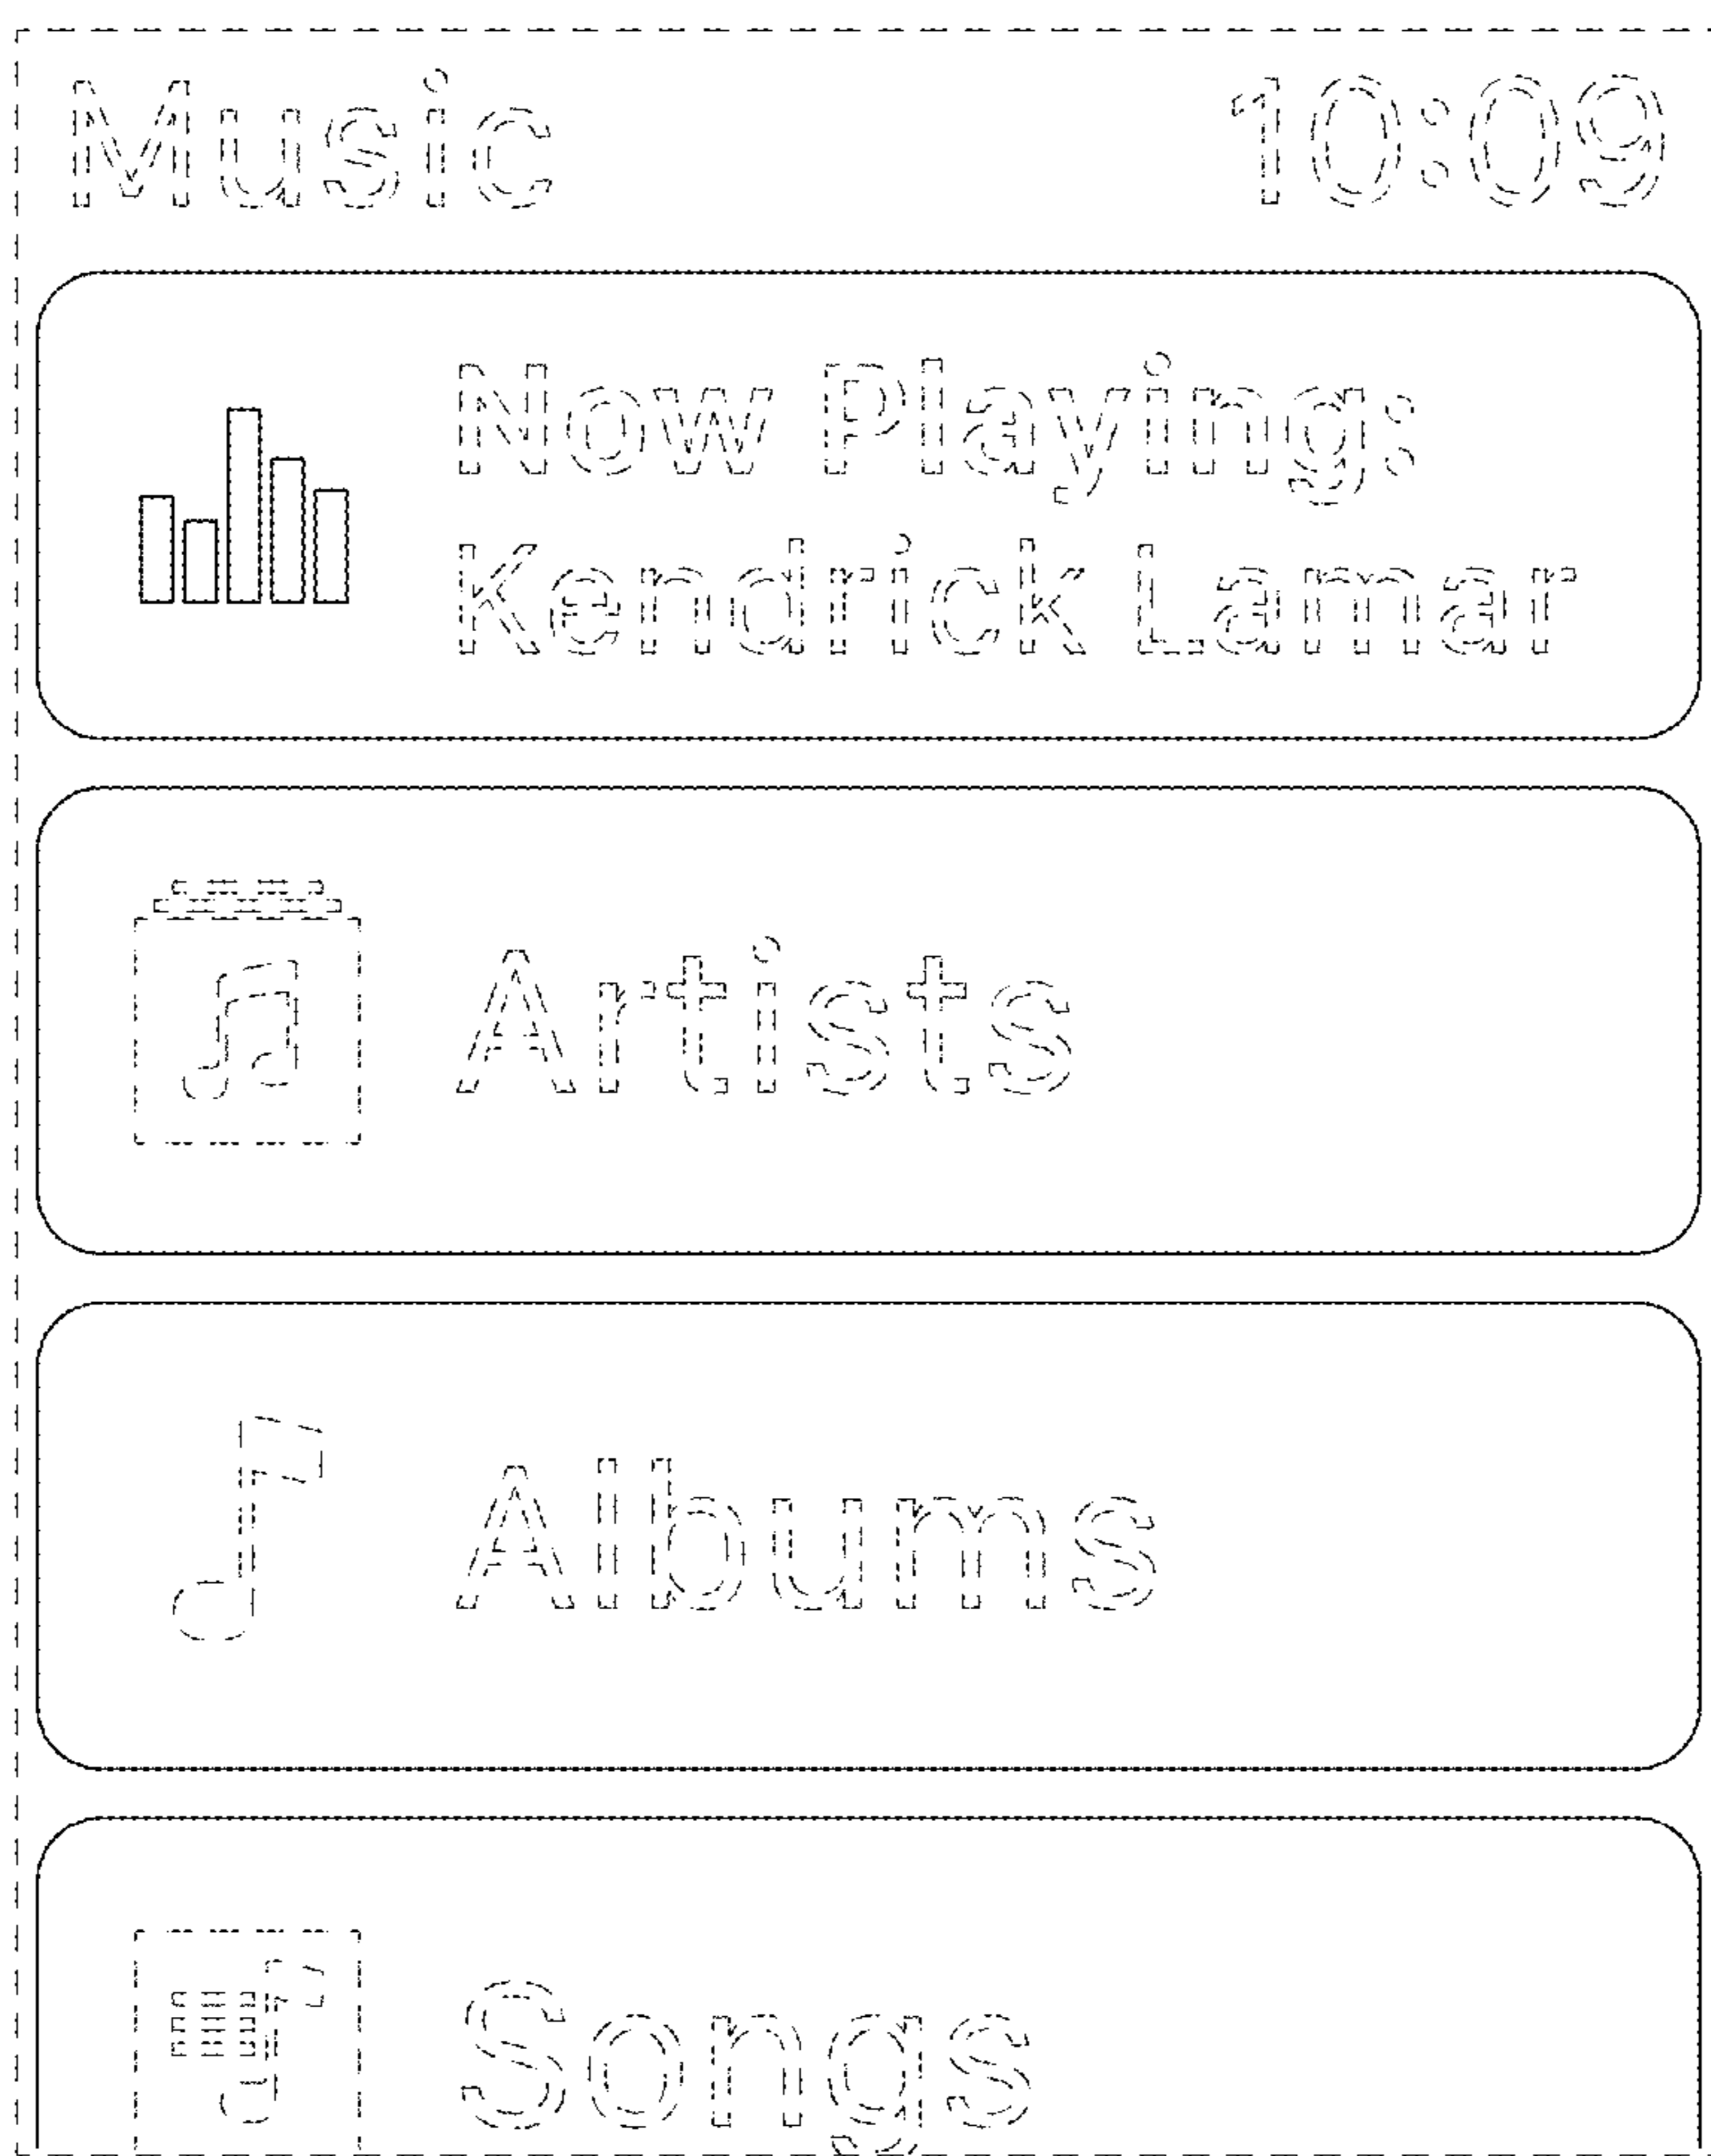 Music 10:09
Now Playing:
Kendrick Lamar
Artists
Albums
Songs